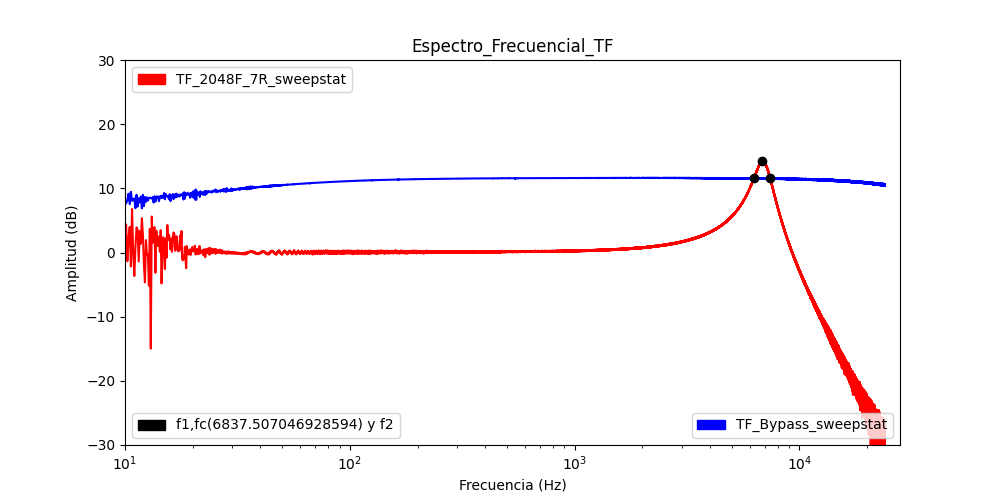 Espectro_Frecuencial_TF
TF_2048F_7R_sweepstat
30
20
10
0
−10
−20
−30
Amplitud (dB)
f1,fc(6837.507046928594) y f2
TF_Bypass_sweepstat
10¹
10²
10³
10⁴
Frecuencia (Hz)